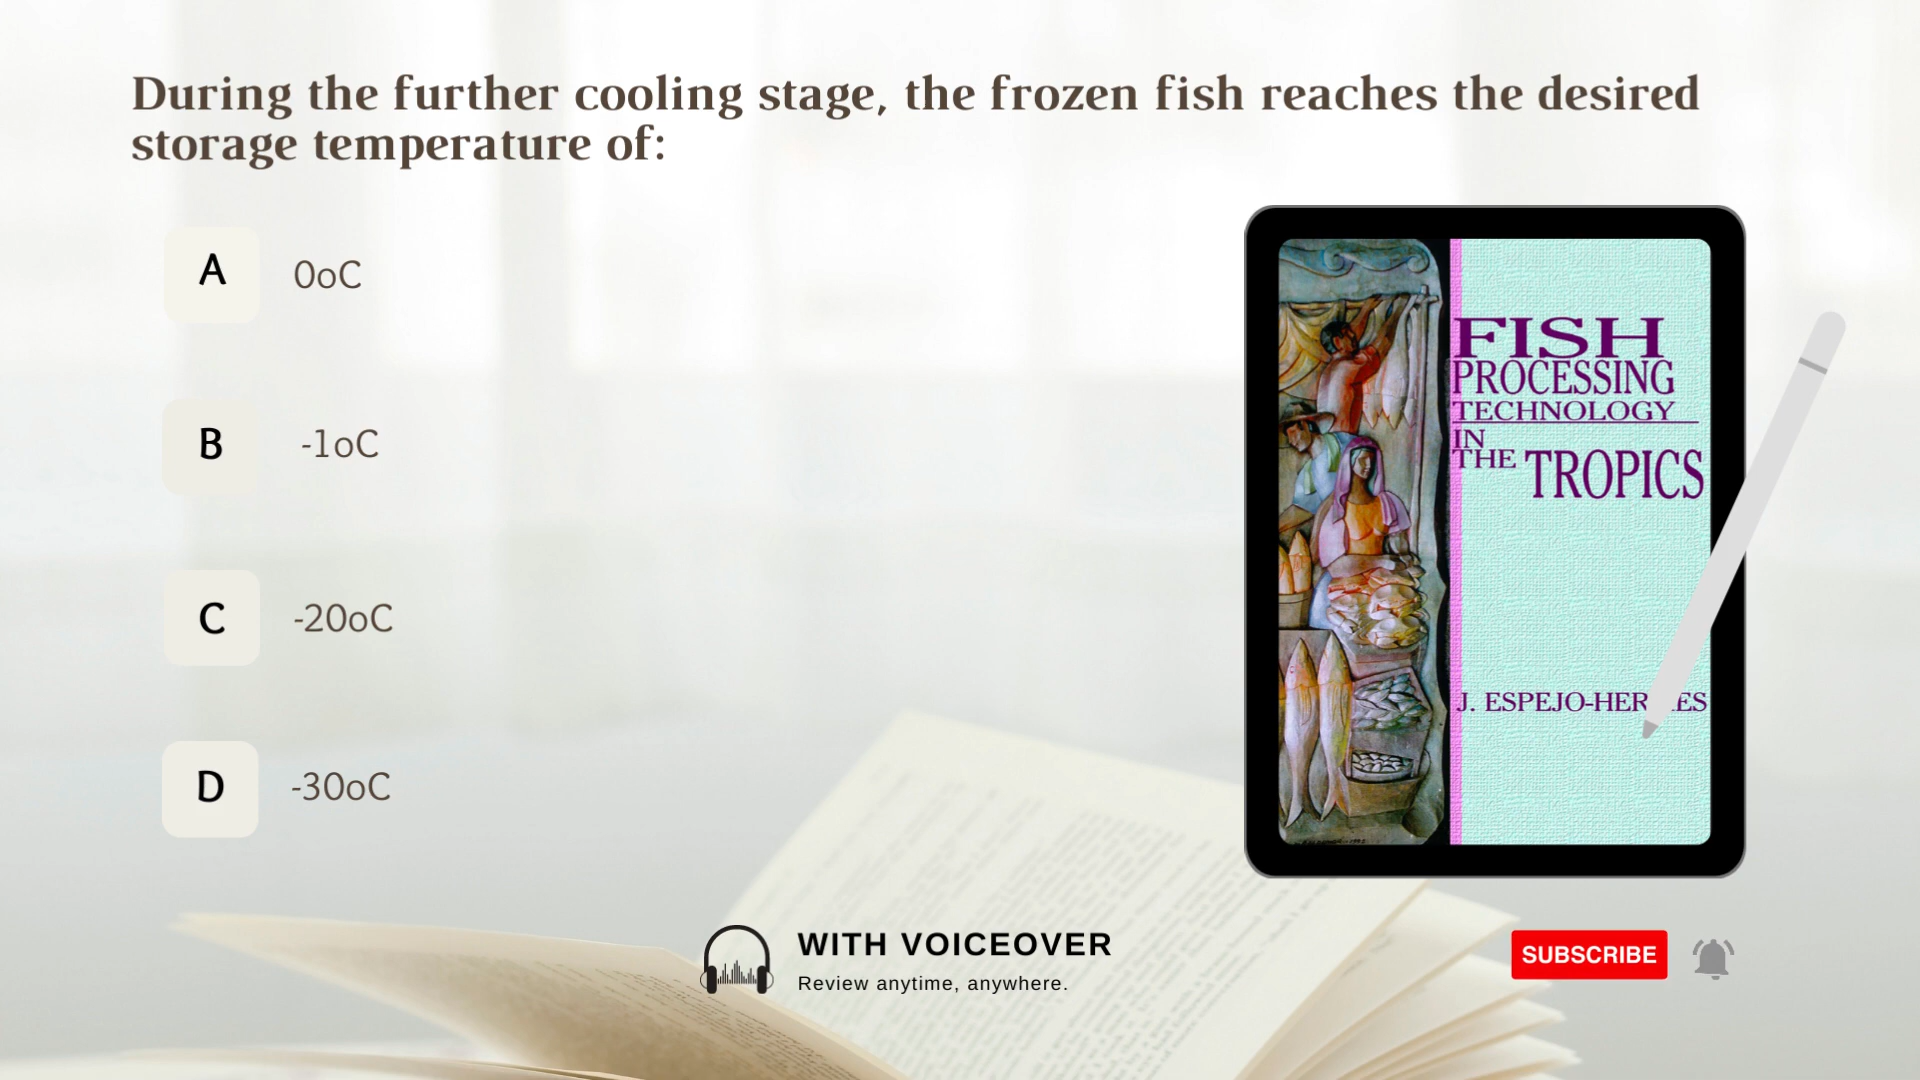 During the further cooling stage, the frozen fish reaches the desired
storage temperature of:
A 0oC
B -1oC
C -20oC
D -30oC
FISH
PROCESSING
TECHNOLOGY
IN
THE TROPICS
WITH VOICEOVER
Review anytime, anywhere.
SUBSCRIBE